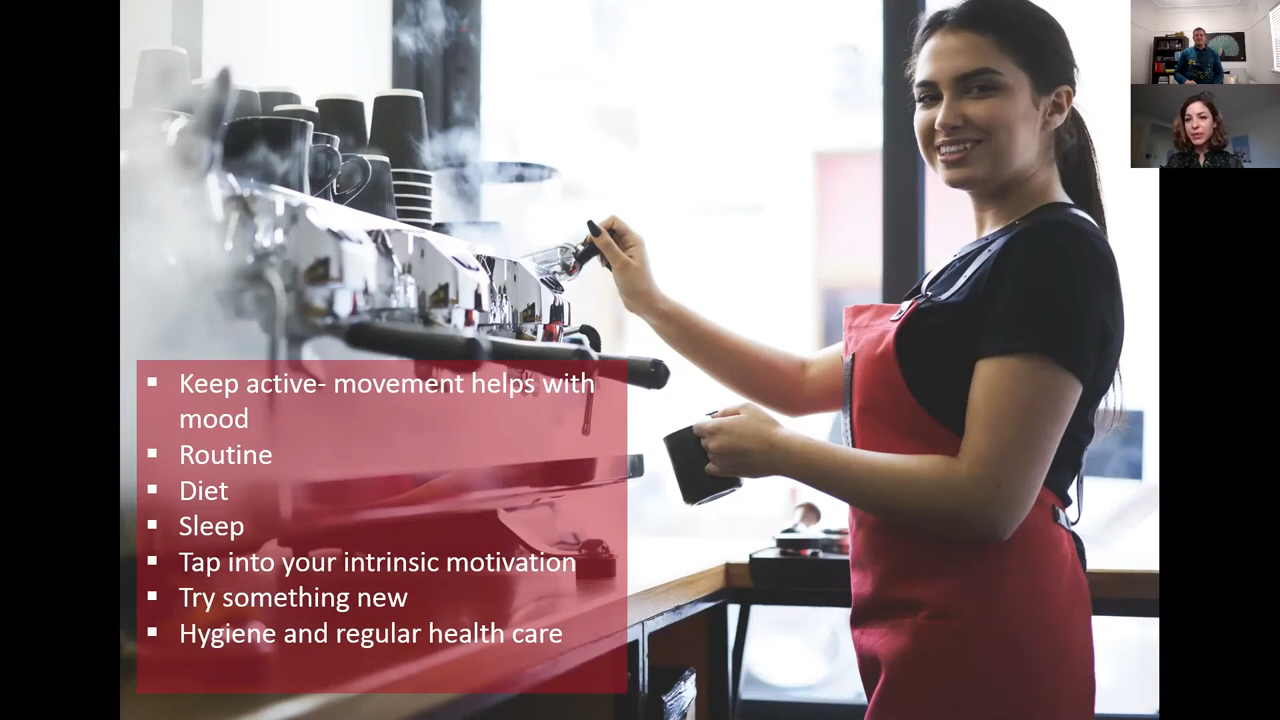 ▪ Keep active- movement helps with
mood
▪ Routine
▪ Diet
▪ Sleep
▪ Tap into your intrinsic motivation
▪ Try something new
▪ Hygiene and regular health care